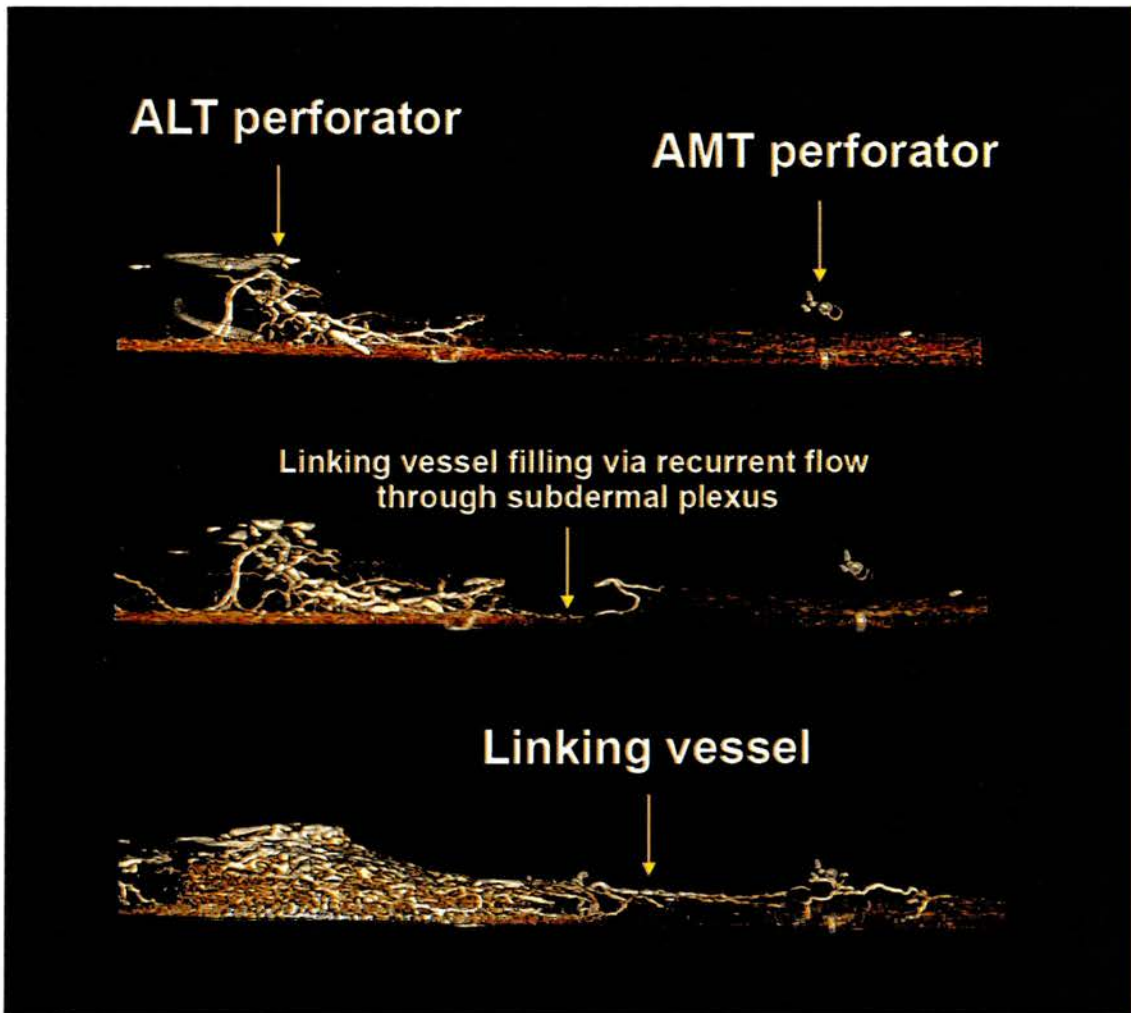 ALT perforator
AMT perforator
Linking vessel filling via recurrent flow
through subdermal plexus
Linking vessel